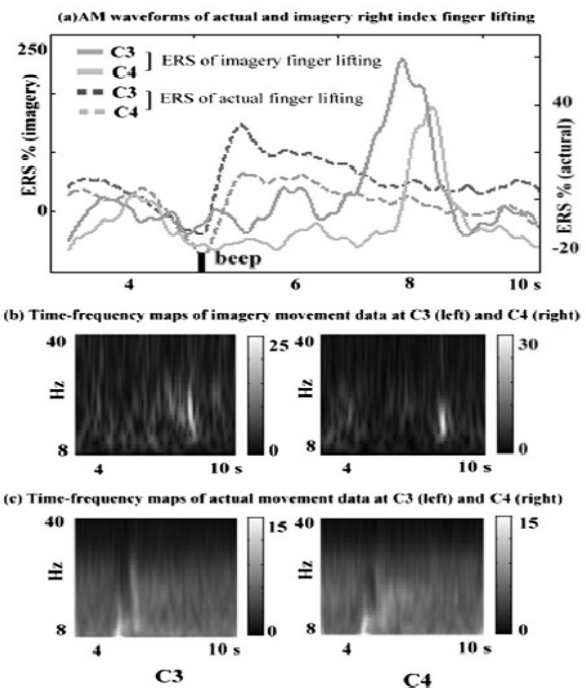 (a)AM waveforms of actual and imagery right index finger lifting
250
C3
C4
ERS of imagery finger lifting
C3
C4
ERS of actual finger lifting
ERS % (imagery)
0
40
ERS % (actural)
-20
beep
4 6 8 10 s
(b) Time-frequency maps of imagery movement data at C3 (left) and C4 (right)
40 25 40 30
Hz Hz
8 0 8 0
4 10 s 4 10 s
(c) Time-frequency maps of actual movement data at C3 (left) and C4 (right)
40 15 40 15
Hz Hz
8 0 8 0
4 10 s 4 10 s
C3 C4